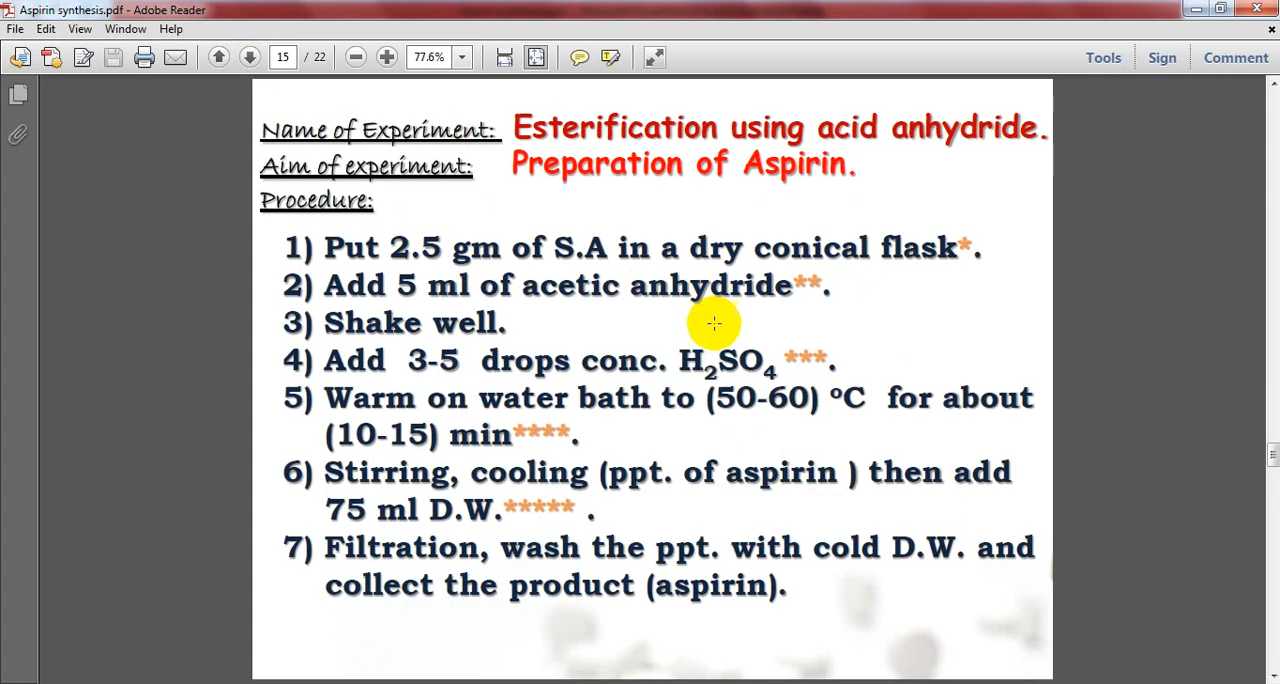 Aspirin synthesis.pdf - Adobe Reader
File Edit View Window Help
15 / 22 77.6% Tools Sign Comment
Name of Experiment: Esterification using acid anhydride.
Aim of experiment: Preparation of Aspirin.
Procedure:
1) Put 2.5 gm of S.A in a dry conical flask*.
2) Add 5 ml of acetic anhydride**.
3) Shake well.
4) Add 3-5 drops conc. H₂SO₄ ***.
5) Warm on water bath to (50-60) ºC for about
(10-15) min****.
6) Stirring, cooling (ppt. of aspirin ) then add
75 ml D.W.***** .
7) Filtration, wash the ppt. with cold D.W. and
collect the product (aspirin).